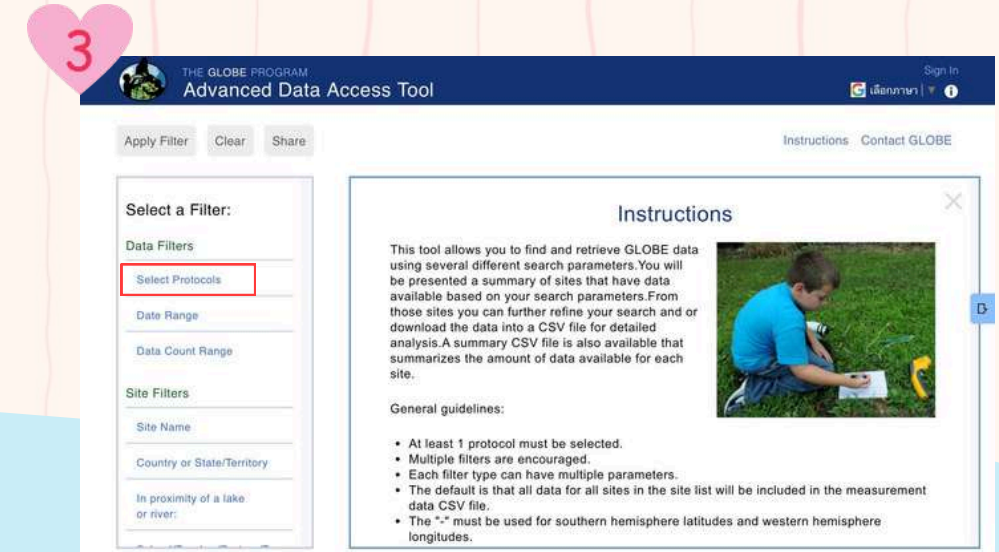 3
THE GLOBE PROGRAM
Advanced Data Access Tool
Sign In
เลือกภาษา
Apply Filter
Clear
Share
Instructions
Contact GLOBE
Select a Filter:
Data Filters
Select Protocols
Date Range
Data Count Range
Site Filters
Site Name
Country or State/Territory
In proximity of a lake
or river:
Instructions
This tool allows you to find and retrieve GLOBE data
using several different search parameters.You will
be presented a summary of sites that have data
available based on your search parameters.From
those sites you can further refine your search and or
download the data into a CSV file for detailed
analysis.A summary CSV file is also available that
summarizes the amount of data available for each
site.
General guidelines:
• At least 1 protocol must be selected.
• Multiple filters are encouraged.
• Each filter type can have multiple parameters.
• The default is that all data for all sites in the site list will be included in the measurement
data CSV file.
• The "-" must be used for southern hemisphere latitudes and western hemisphere
longitudes.